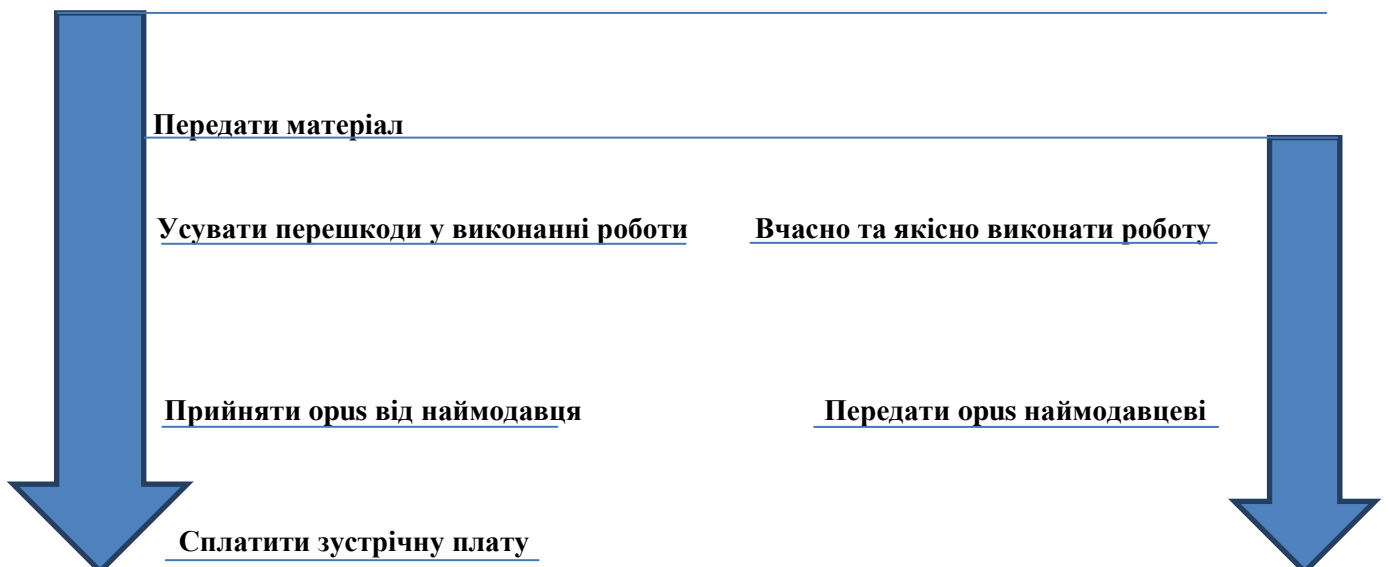 Передати матеріал
Усувати перешкоди у виконанні роботи
Вчасно та якісно виконати роботу
Прийняти opus від наймодавця
Передати opus наймодавцеві
Сплатити зустрічну плату